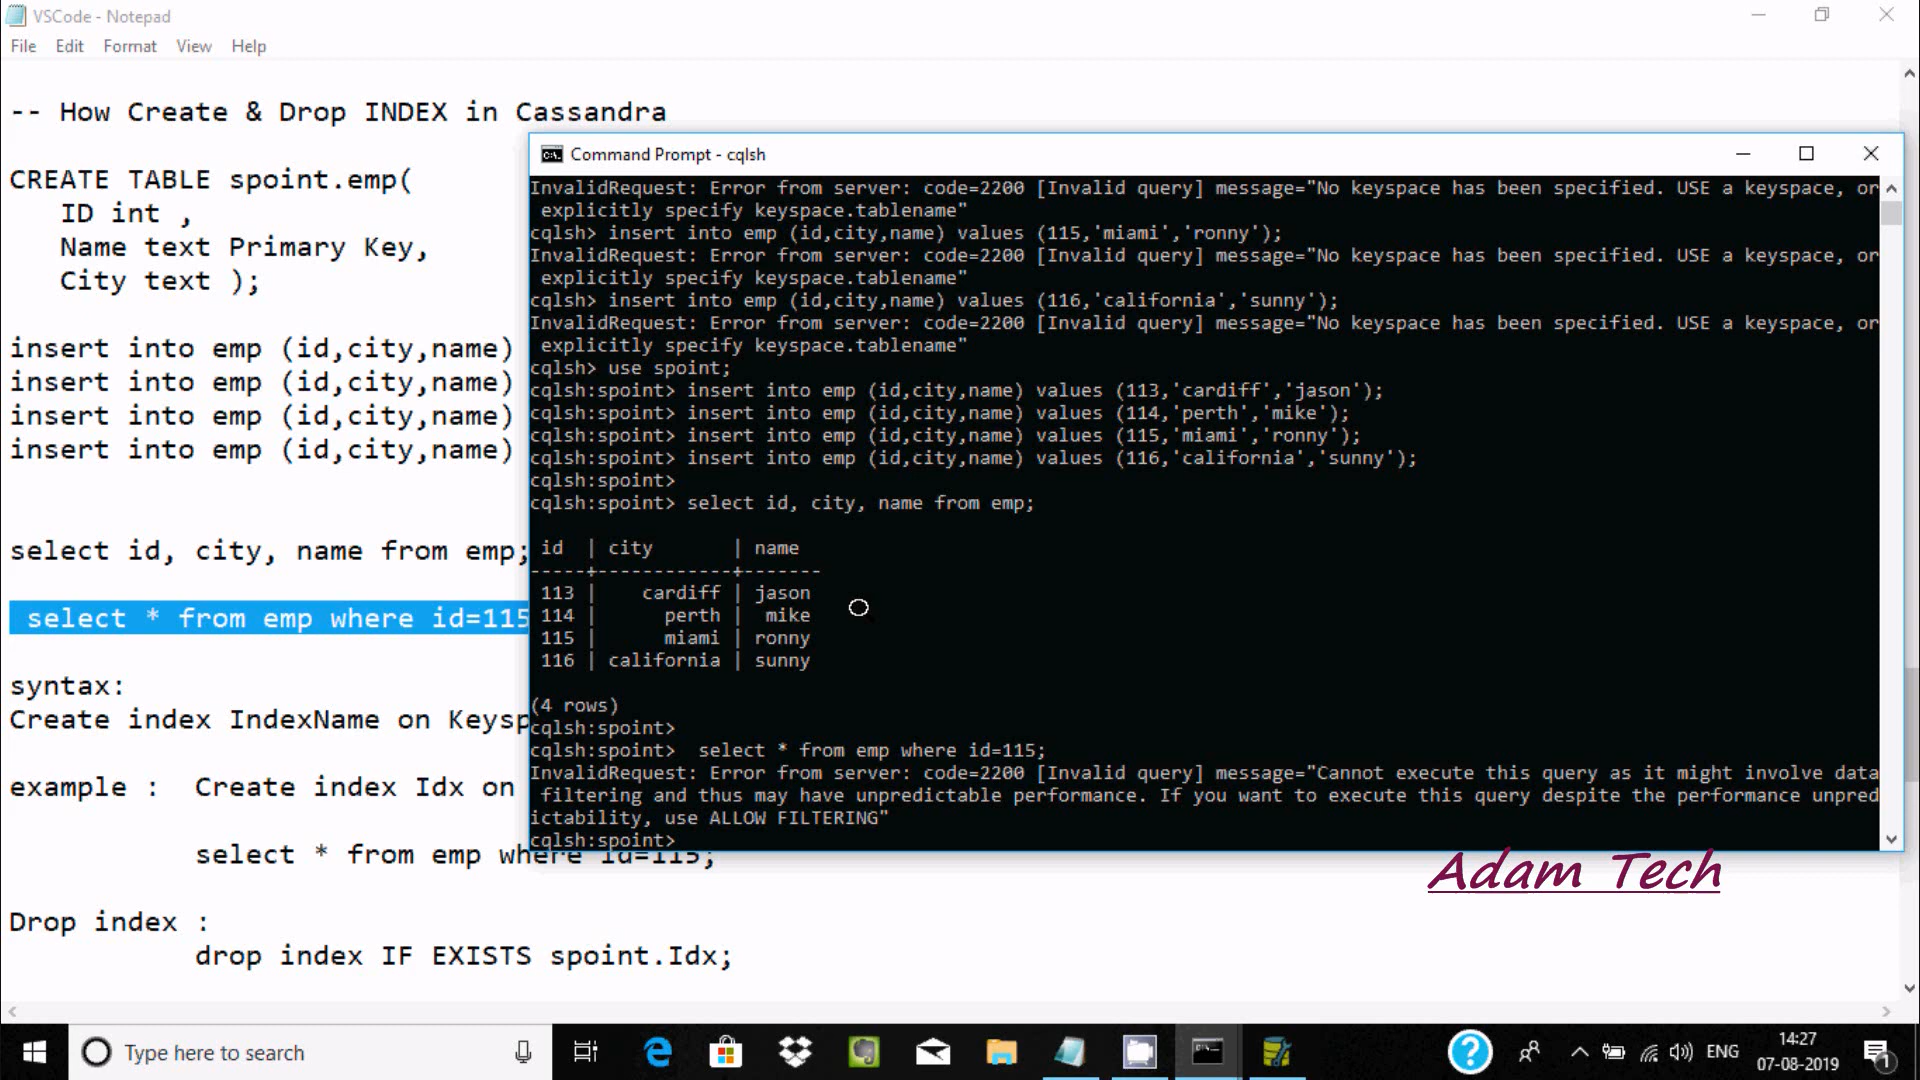 VSCode - Notepad
File Edit Format View Help
-- How Create & Drop INDEX in Cassandra
CREATE TABLE spoint.emp(
ID int ,
Name text Primary Key,
City text );
insert into emp (id,city,name)
insert into emp (id,city,name)
insert into emp (id,city,name)
insert into emp (id,city,name)
select id, city, name from emp;
select * from emp where id=115
syntax:
Create index IndexName on Keysp
example : Create index Idx on
select * from emp where id=115;
Drop index :
drop index IF EXISTS spoint.Idx;
Command Prompt - cqlsh
InvalidRequest: Error from server: code=2200 [Invalid query] message="No keyspace has been specified. USE a keyspace, or
explicitly specify keyspace.tablename"
cqlsh> insert into emp (id,city,name) values (115,'miami','ronny');
InvalidRequest: Error from server: code=2200 [Invalid query] message="No keyspace has been specified. USE a keyspace, or
explicitly specify keyspace.tablename"
cqlsh> insert into emp (id,city,name) values (116,'california','sunny');
InvalidRequest: Error from server: code=2200 [Invalid query] message="No keyspace has been specified. USE a keyspace, or
explicitly specify keyspace.tablename"
cqlsh> use spoint;
cqlsh:spoint> insert into emp (id,city,name) values (113,'cardiff','jason');
cqlsh:spoint> insert into emp (id,city,name) values (114,'perth','mike');
cqlsh:spoint> insert into emp (id,city,name) values (115,'miami','ronny');
cqlsh:spoint> insert into emp (id,city,name) values (116,'california','sunny');
cqlsh:spoint>
cqlsh:spoint> select id, city, name from emp;
id | city | name
-----+------------+-------
113 | cardiff | jason
114 | perth | mike
115 | miami | ronny
116 | california | sunny
(4 rows)
cqlsh:spoint>
cqlsh:spoint> select * from emp where id=115;
InvalidRequest: Error from server: code=2200 [Invalid query] message="Cannot execute this query as it might involve data
filtering and thus may have unpredictable performance. If you want to execute this query despite the performance unpred
ictability, use ALLOW FILTERING"
cqlsh:spoint>
Adam Tech
Type here to search
ENG
14:27
07-08-2019
1